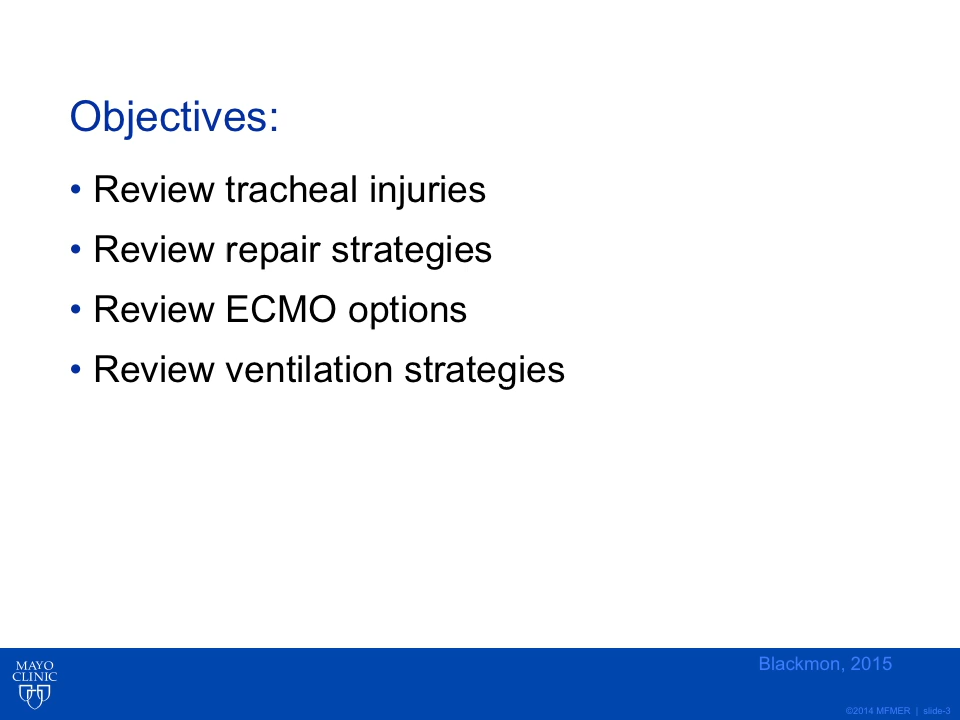 Objectives:
• Review tracheal injuries
• Review repair strategies
• Review ECMO options
• Review ventilation strategies
Blackmon, 2015
MAYO
CLINIC
©2014 MFMER | slide-3